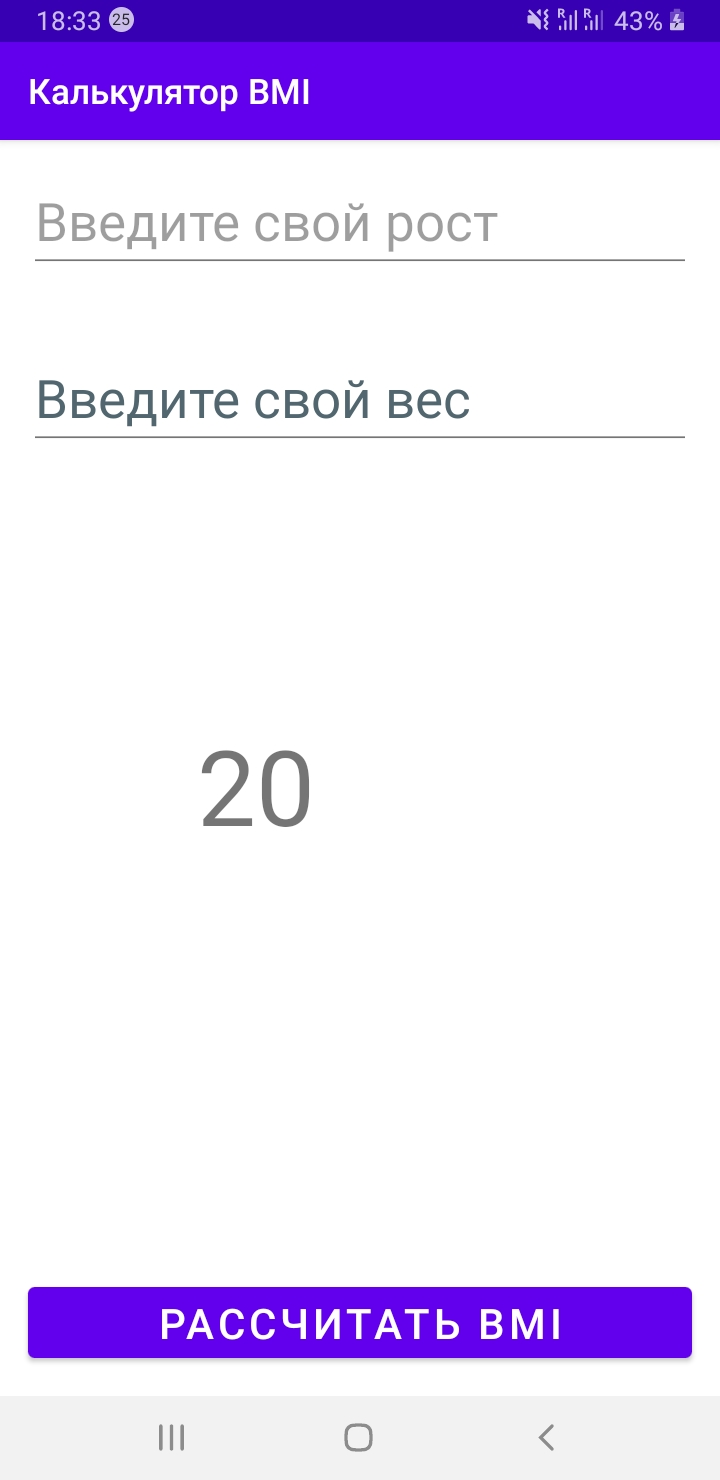 18:33 25 43%
Калькулятор BMI
Введите свой рост
Введите свой вес
20
РАССЧИТАТЬ BMI